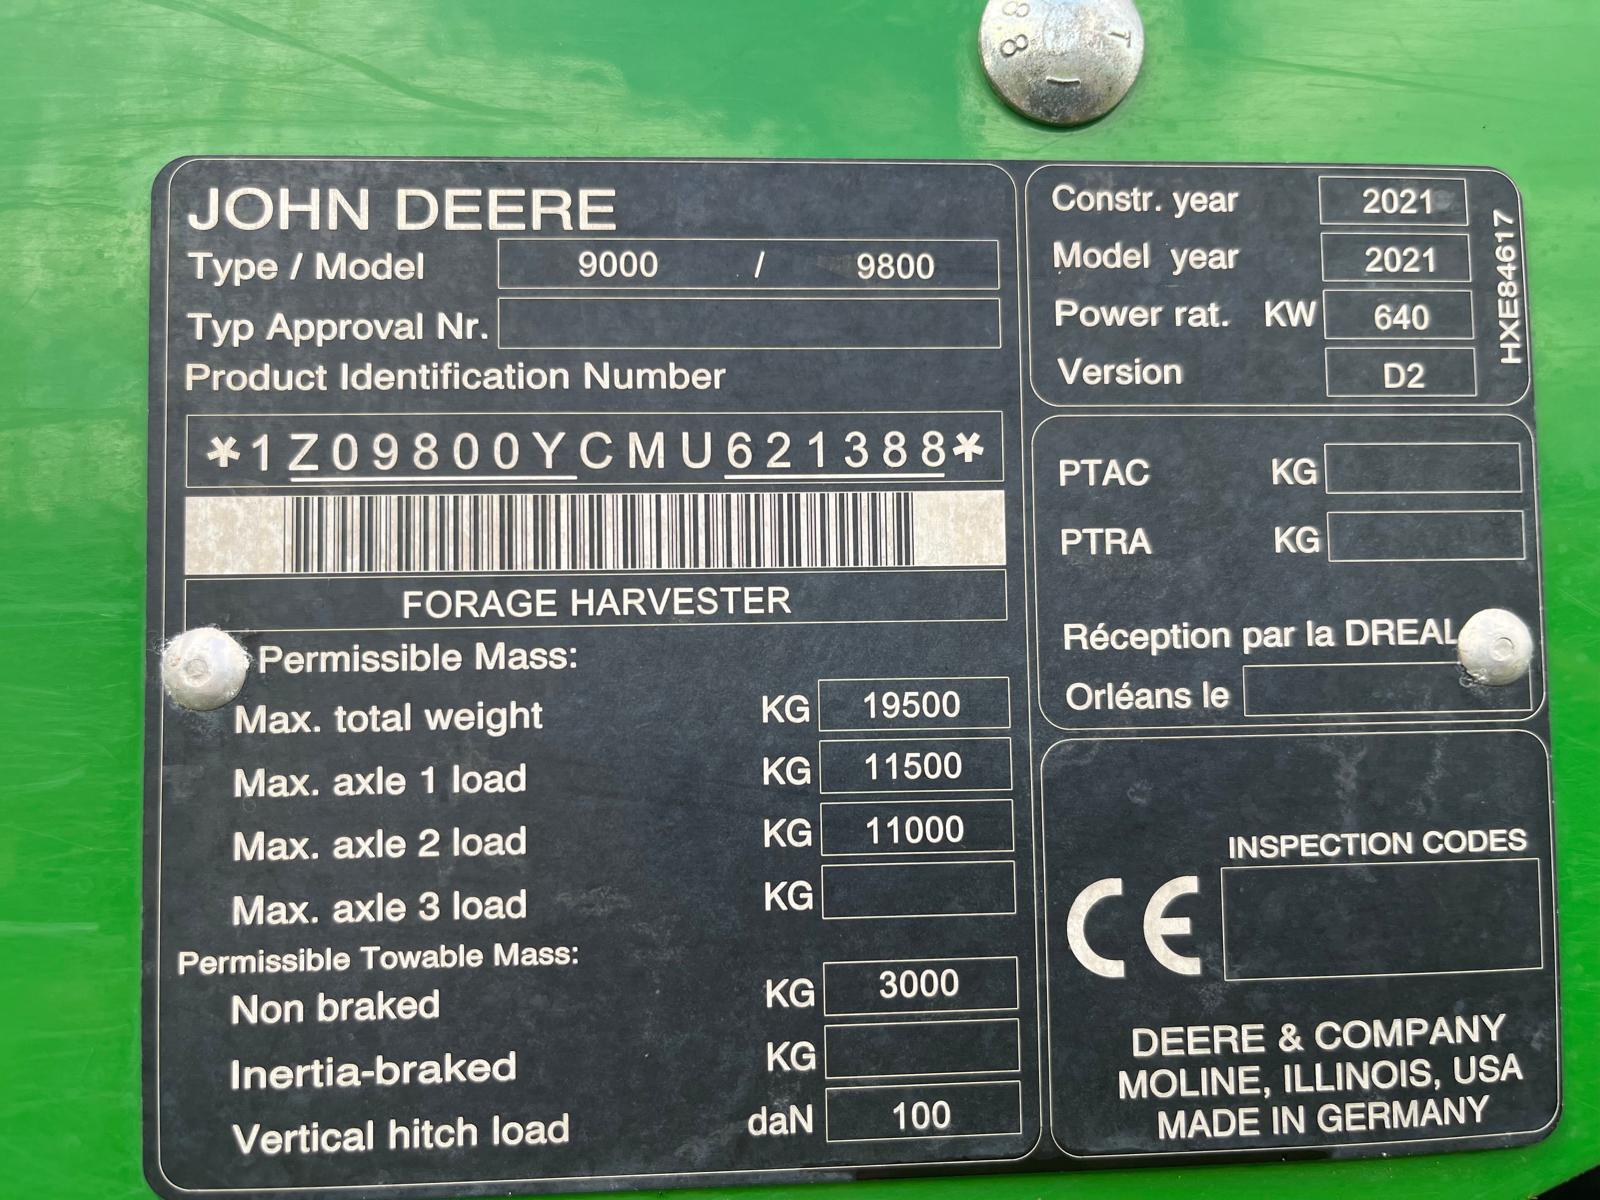 JOHN DEERE
Type / Model 9000 / 9800
Typ Approval Nr.
Product Identification Number
*1Z09800YCMU621388*
FORAGE HARVESTER
Permissible Mass:
Max. total weight KG 19500
Max. axle 1 load KG 11500
Max. axle 2 load KG 11000
Max. axle 3 load KG
Permissible Towable Mass:
Non braked KG 3000
Inertia-braked KG
Vertical hitch load daN 100
Constr. year 2021
Model year 2021
Power rat. KW 640
Version D2
HXE84617
PTAC KG
PTRA KG
Réception par la DREAL
Orléans le
INSPECTION CODES
CE
DEERE & COMPANY
MOLINE, ILLINOIS, USA
MADE IN GERMANY